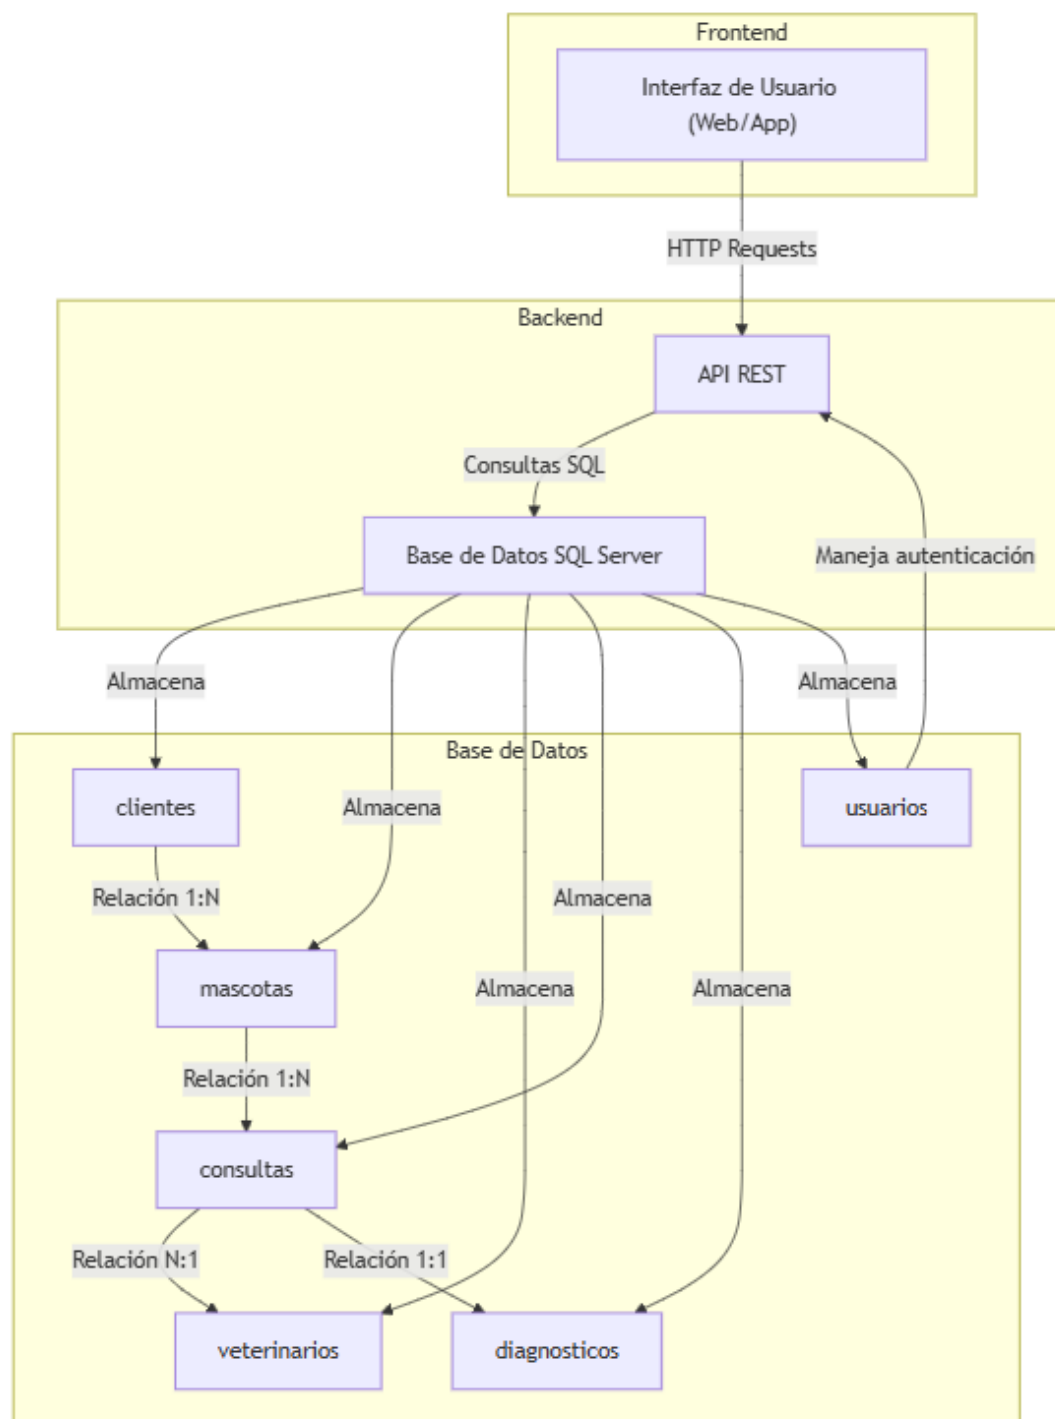 Frontend
Interfaz de Usuario
(Web/App)
HTTP Requests
Backend
API REST
Consultas SQL
Base de Datos SQL Server
Maneja autenticación
Almacena
Almacena
Base de Datos
clientes
Almacena
usuarios
Relación 1:N
Almacena
mascotas
Almacena
Almacena
Relación 1:N
consultas
Relación N:1
Relación 1:1
veterinarios
diagnosticos